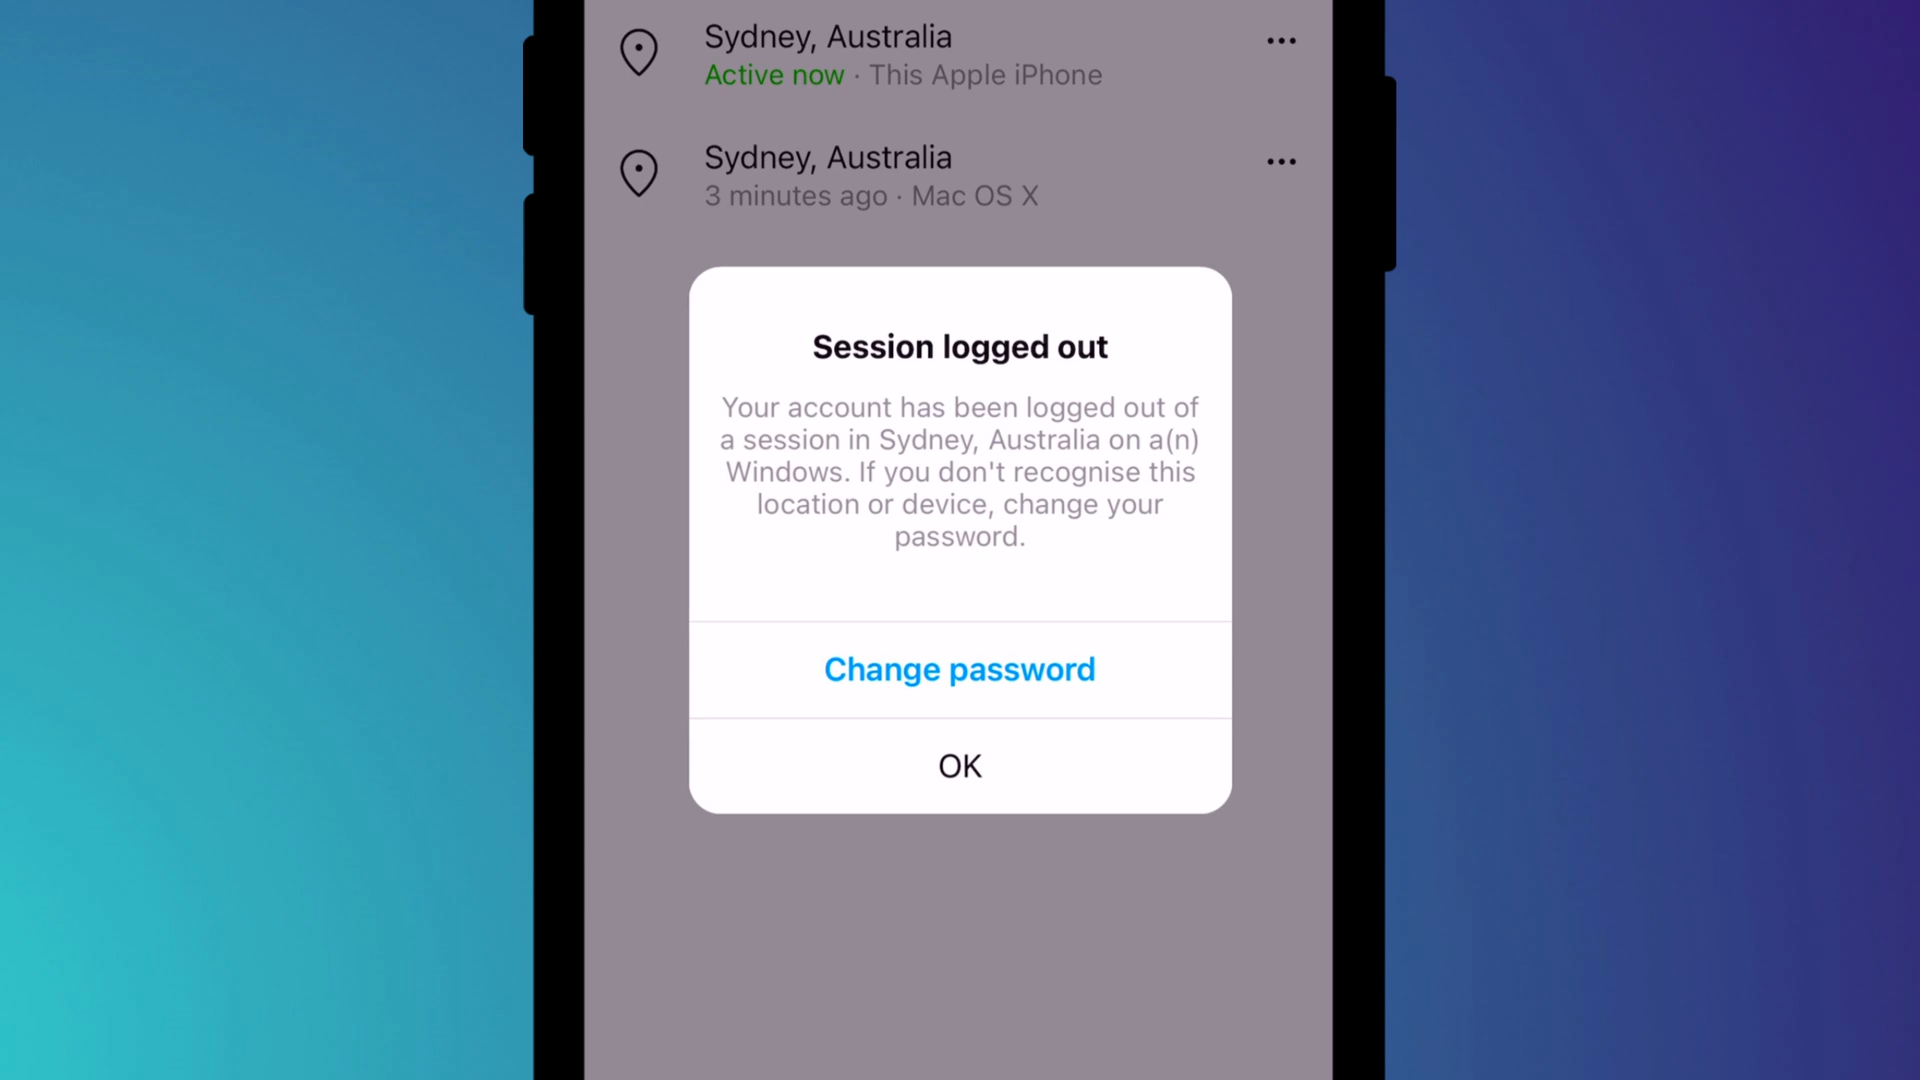 Sydney, Australia
Active now · This Apple iPhone
Sydney, Australia
3 minutes ago · Mac OS X
Session logged out
Your account has been logged out of
a session in Sydney, Australia on a(n)
Windows. If you don't recognise this
location or device, change your
password.
Change password
OK